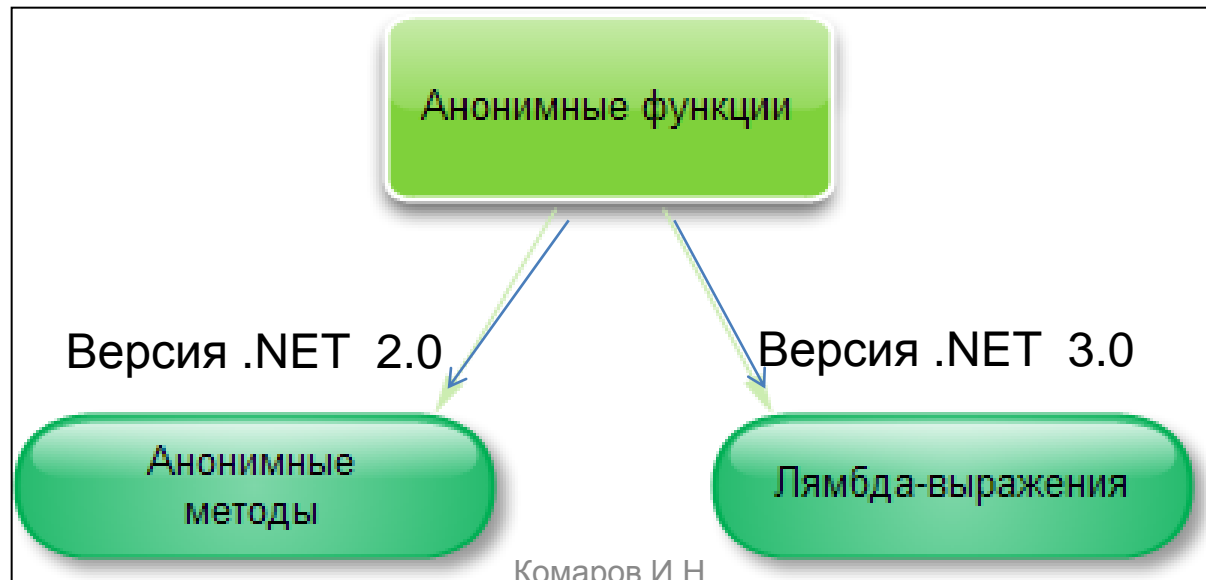 Анонимные функции
Версия .NET 2.0
Версия .NET 3.0
Анонимные
методы
Лямбда-выражения
Комаров И.Н